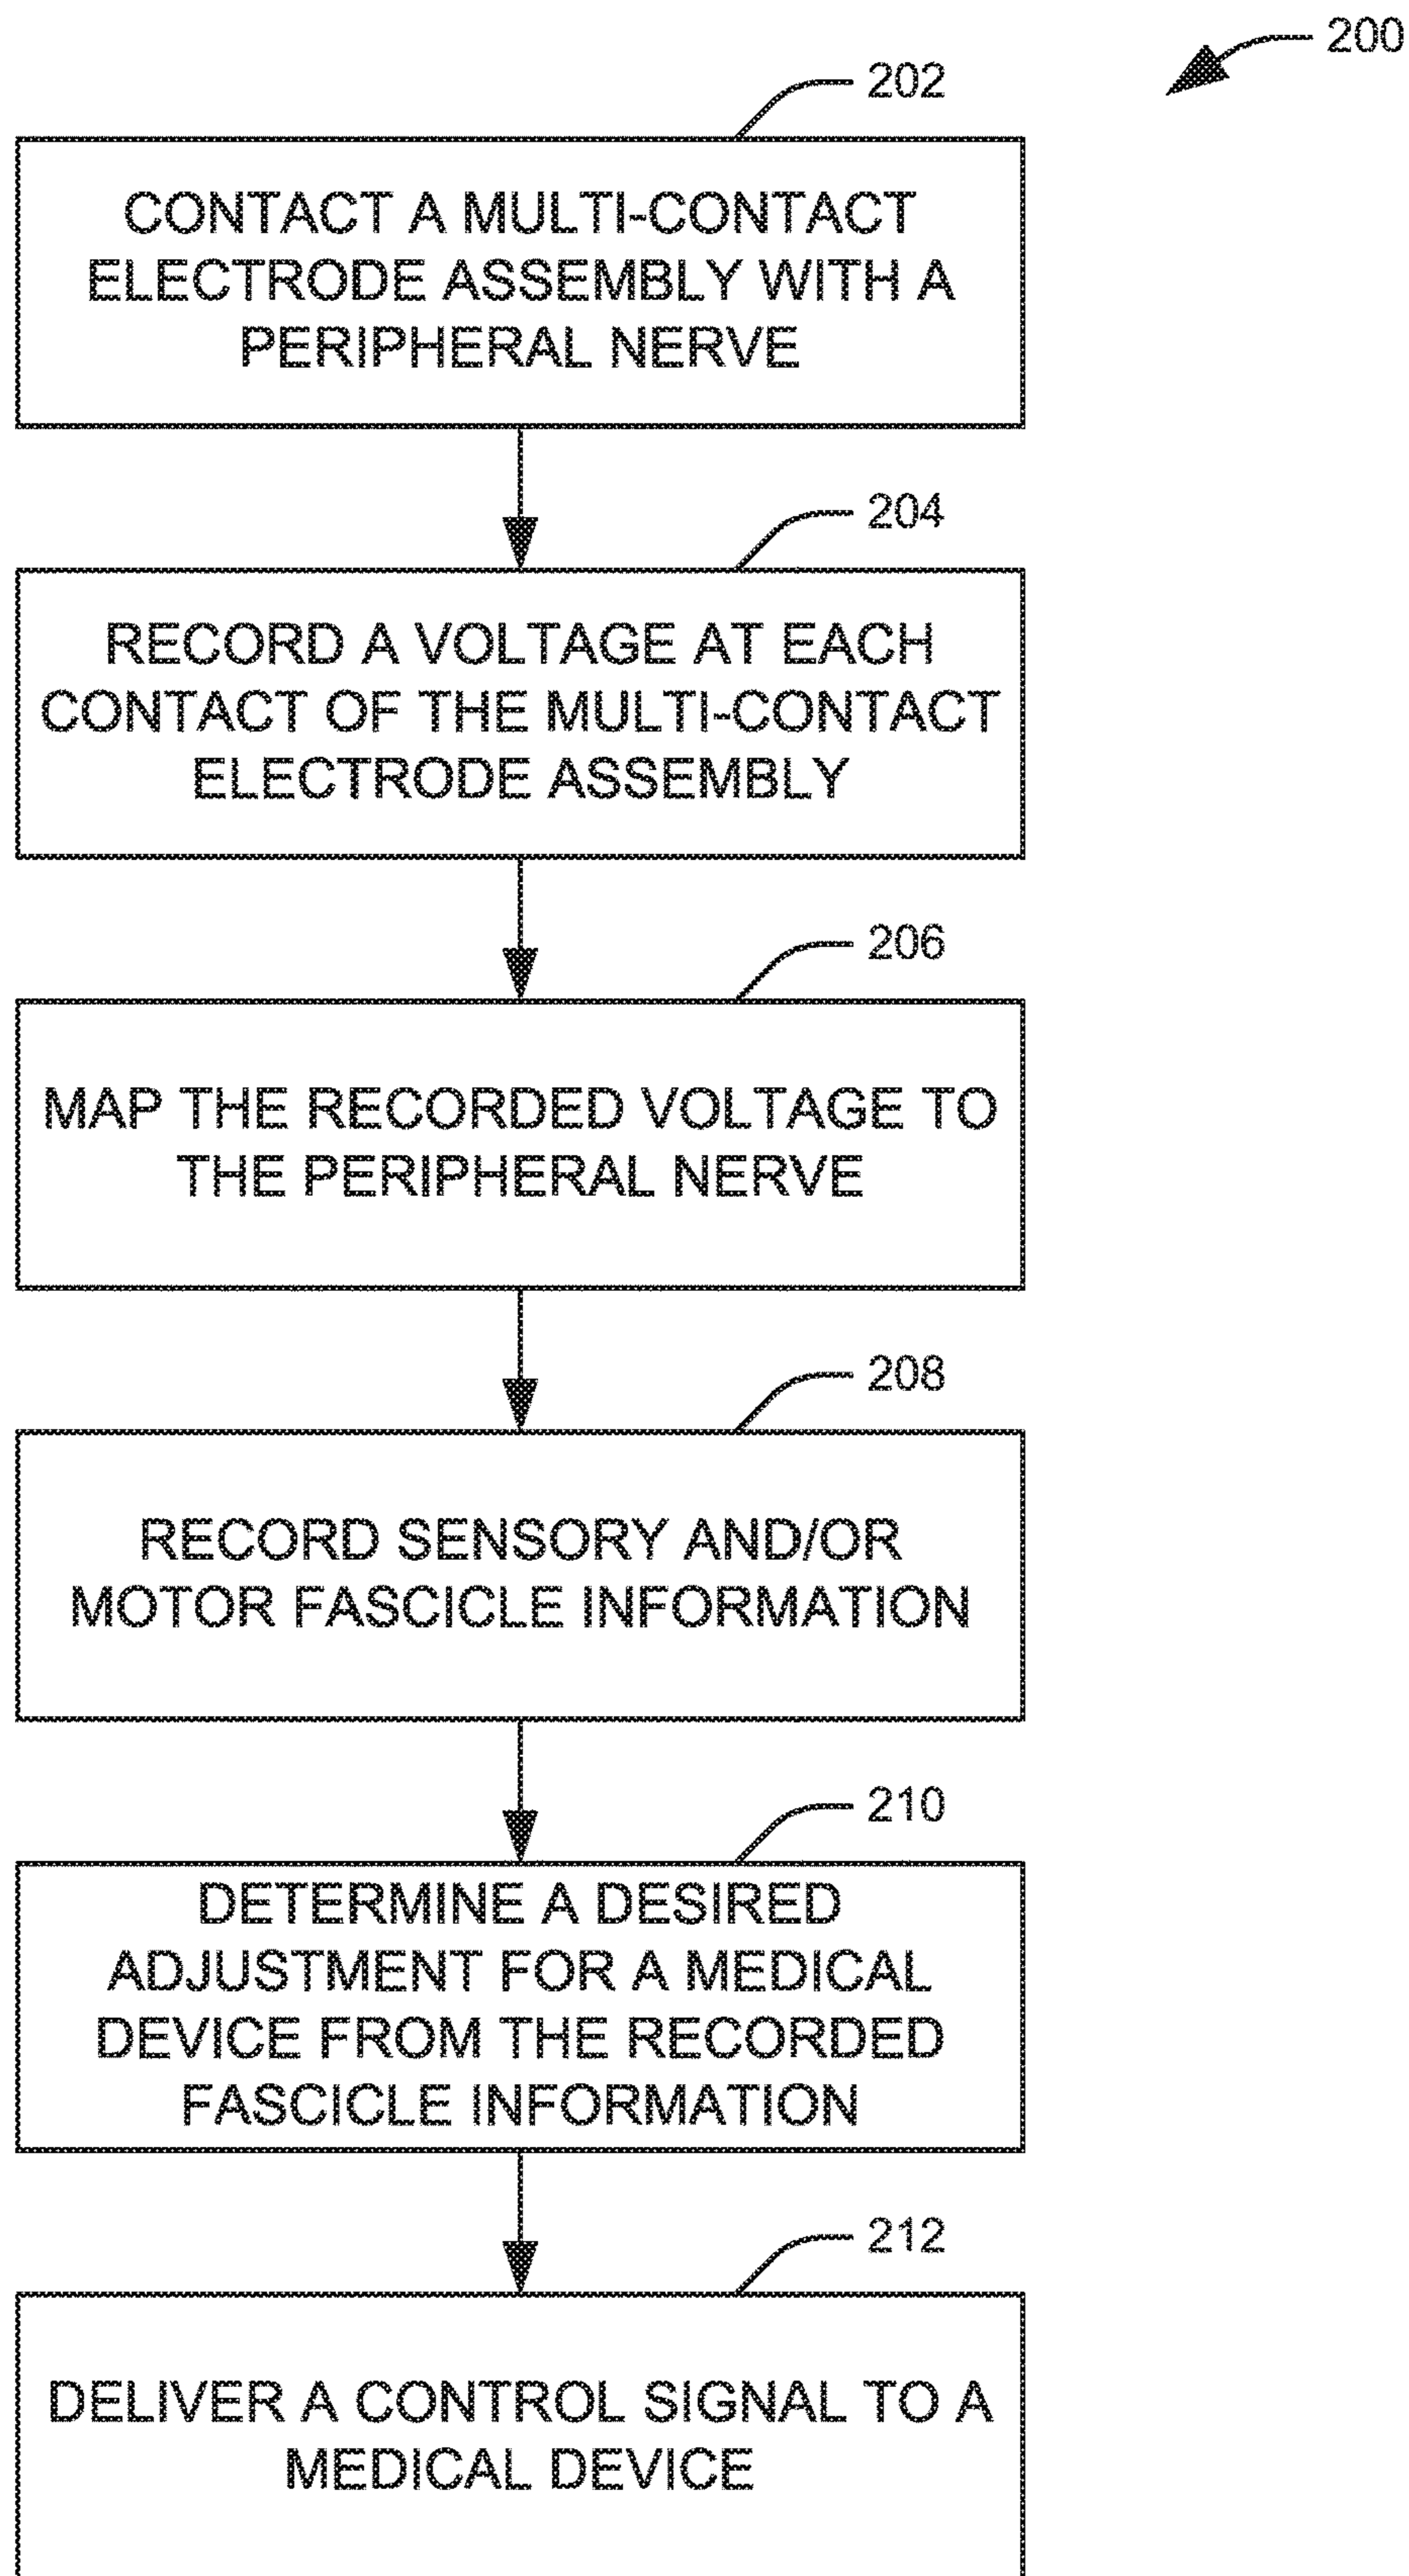 200
202
CONTACT A MULTI-CONTACT
ELECTRODE ASSEMBLY WITH A
PERIPHERAL NERVE
204
RECORD A VOLTAGE AT EACH
CONTACT OF THE MULTI-CONTACT
ELECTRODE ASSEMBLY
206
MAP THE RECORDED VOLTAGE TO
THE PERIPHERAL NERVE
208
RECORD SENSORY AND/OR
MOTOR FASCICLE INFORMATION
210
DETERMINE A DESIRED
ADJUSTMENT FOR A MEDICAL
DEVICE FROM THE RECORDED
FASCICLE INFORMATION
212
DELIVER A CONTROL SIGNAL TO A
MEDICAL DEVICE